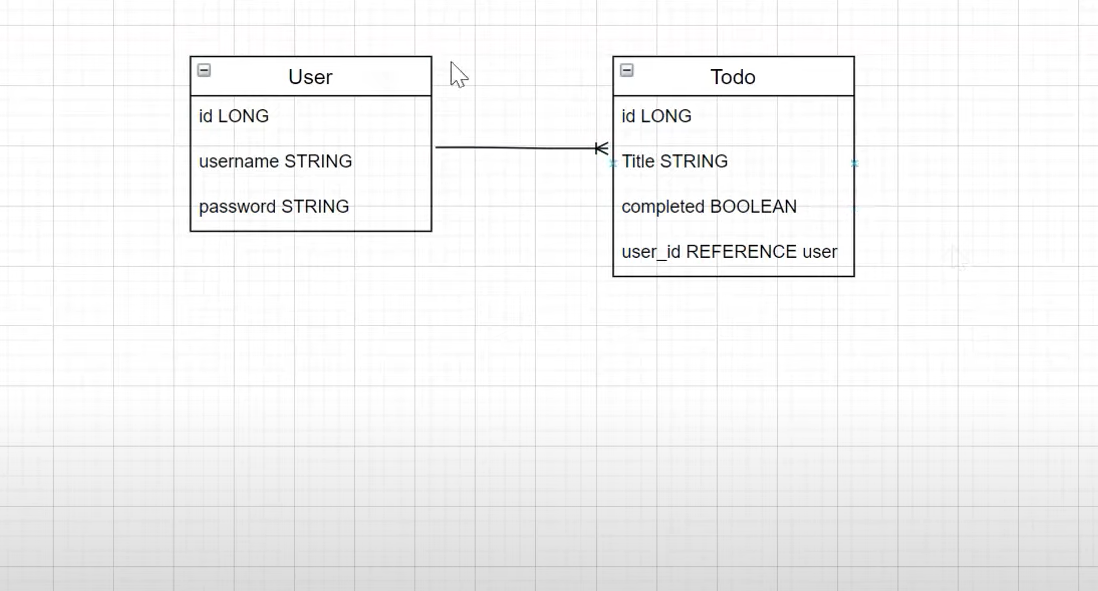 User
id LONG
username STRING
password STRING
Todo
id LONG
Title STRING
completed BOOLEAN
user_id REFERENCE user